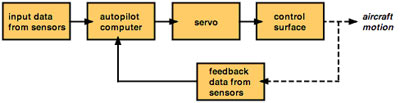 input data
from sensors
autopilot
computer
servo
control
surface
aircraft
motion
feedback
data from
sensors